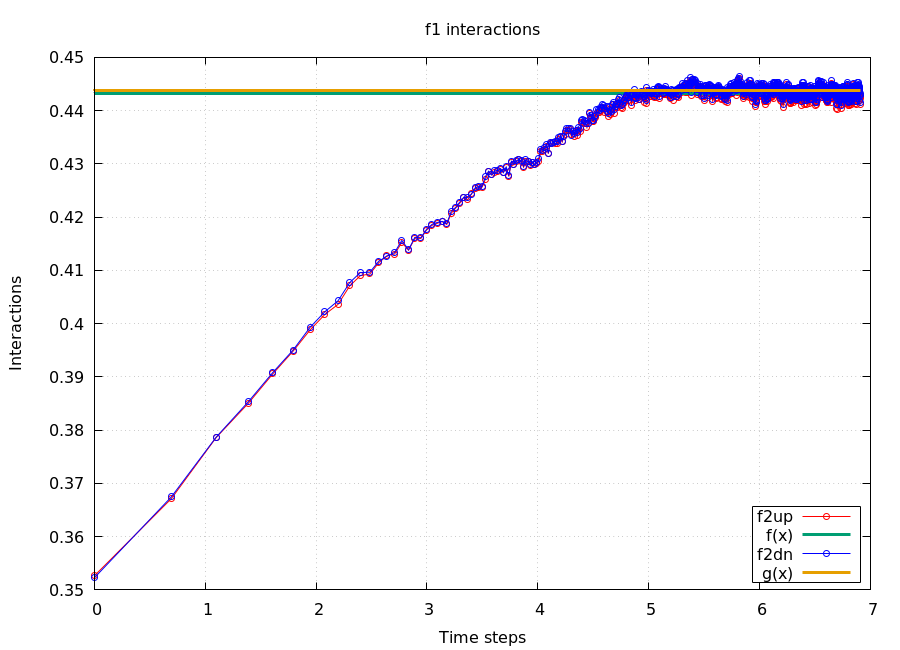 f1 interactions
0.45
0.44
0.43
0.42
0.41
0.4
0.39
0.38
0.37
0.36
0.35
Interactions
0 1 2 3 4 5 6 7
Time steps
f2up
f(x)
f2dn
g(x)